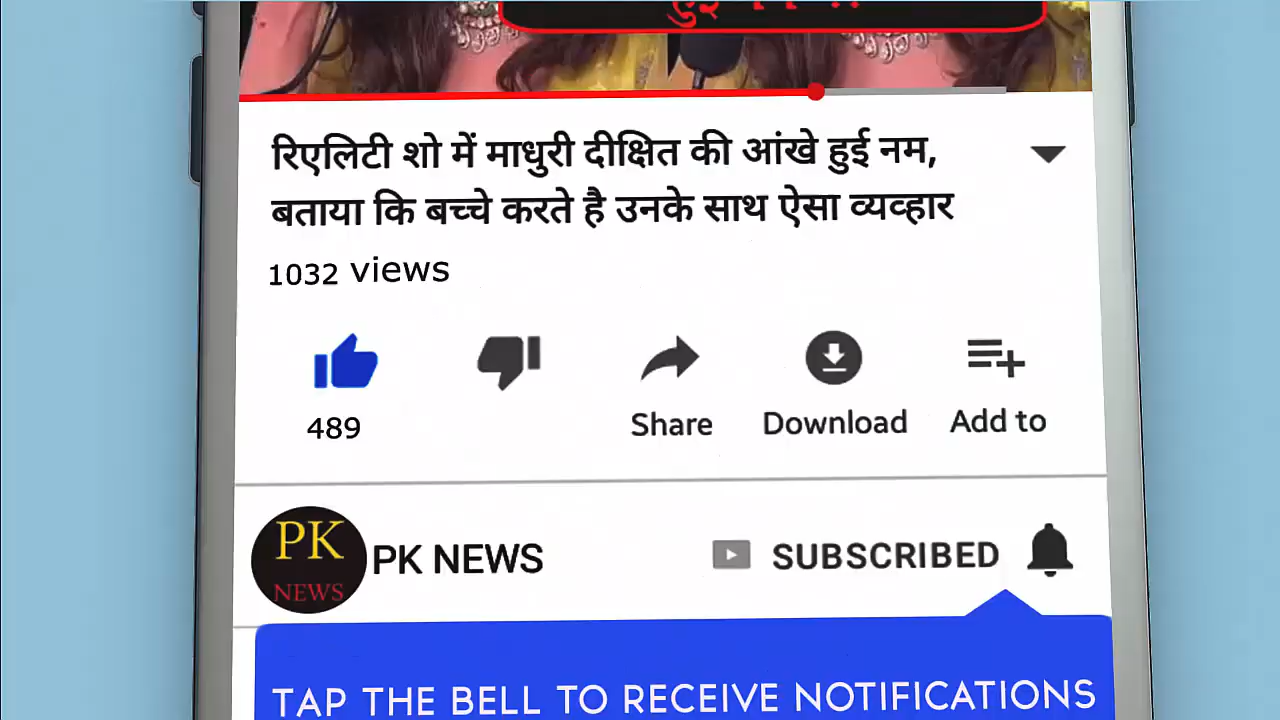 रिएलिटी शो में माधुरी दीक्षित की आंखे हुई नम,
बताया कि बच्चे करते है उनके साथ ऐसा व्यव्हार
1032 views
489
Share
Download
Add to
PK
NEWS
PK NEWS
SUBSCRIBED
TAP THE BELL TO RECEIVE NOTIFICATIONS